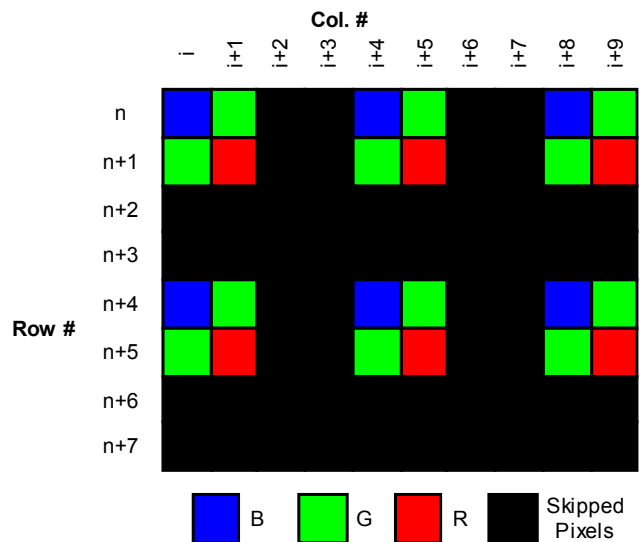 Col. #
i
i+1
i+2
i+3
i+4
i+5
i+6
i+7
i+8
i+9
n
n+1
n+2
n+3
n+4
Row #
n+5
n+6
n+7
B
G
R
Skipped
Pixels